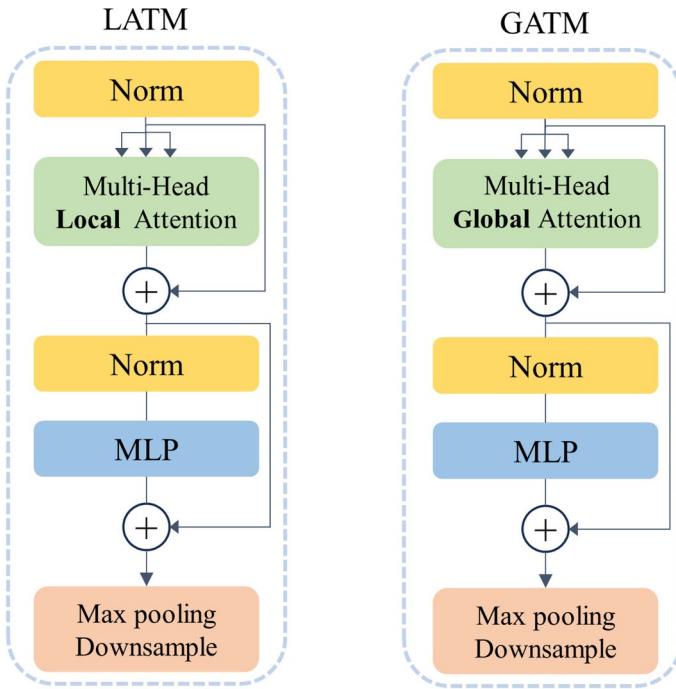 LATM
Norm
Multi-Head
Local Attention
+
Norm
MLP
+
Max pooling
Downsample
GATM
Norm
Multi-Head
Global Attention
+
Norm
MLP
+
Max pooling
Downsample